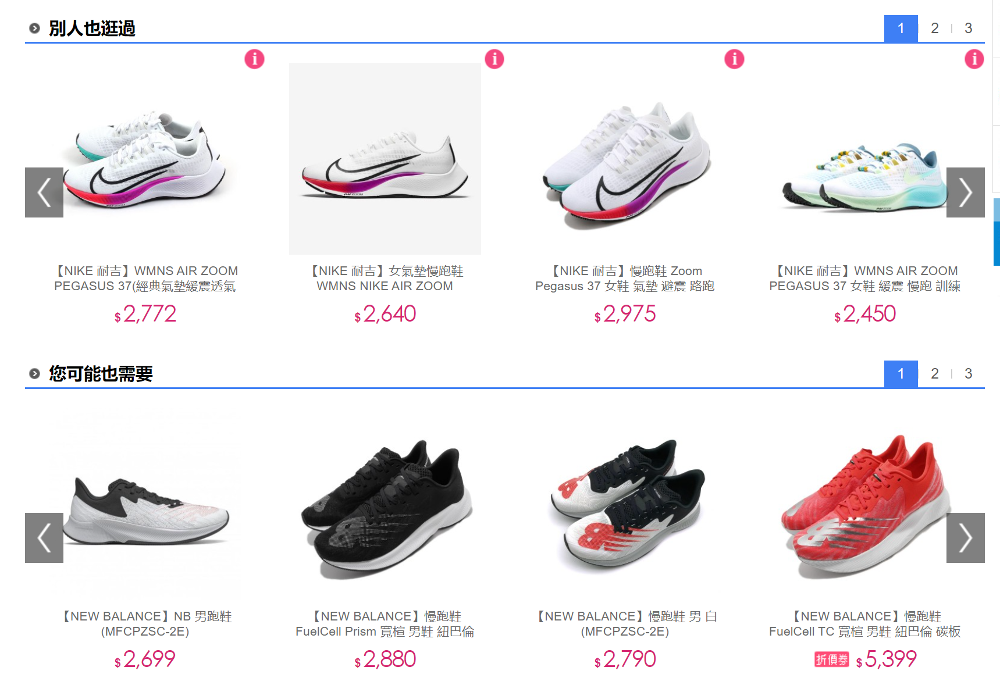 別人也逛過
1 2 3
【NIKE 耐吉】WMNS AIR ZOOM
PEGASUS 37(經典氣墊緩震透氣
$2,772
【NIKE 耐吉】女氣墊慢跑鞋
WMNS NIKE AIR ZOOM
$2,640
【NIKE 耐吉】慢跑鞋 Zoom
Pegasus 37 女鞋 氣墊 避震 路跑
$2,975
【NIKE 耐吉】WMNS AIR ZOOM
PEGASUS 37 女鞋 緩震 慢跑 訓練
$2,450
您可能也需要
1 2 3
【NEW BALANCE】NB 男跑鞋
(MFCPZSC-2E)
$2,699
【NEW BALANCE】慢跑鞋
FuelCell Prism 寬楦 男鞋 紐巴倫
$2,880
【NEW BALANCE】慢跑鞋 男 白
(MFCPZSC-2E)
$2,790
【NEW BALANCE】慢跑鞋
FuelCell TC 寬楦 男鞋 紐巴倫 碳板
折價券 $5,399